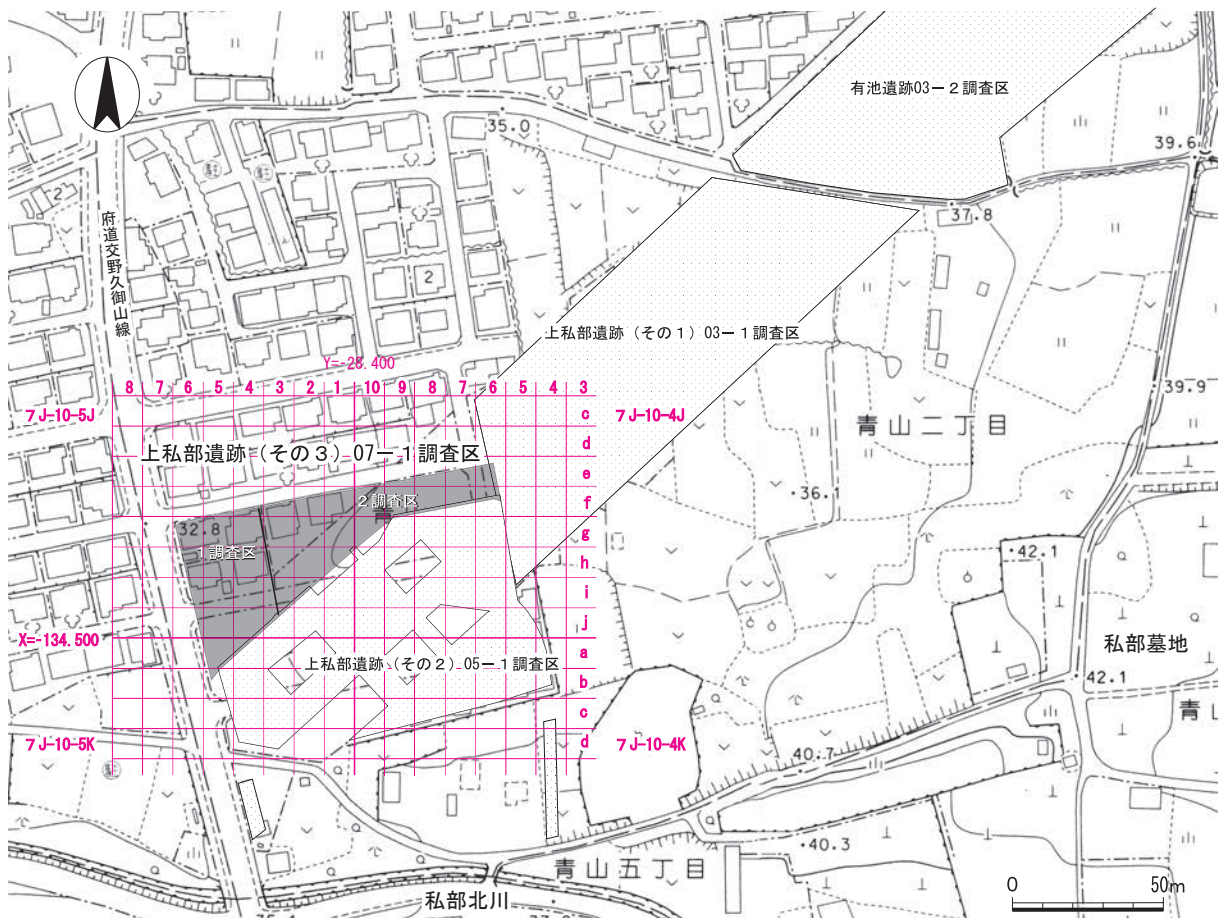 有池遺跡03－２調査区
35.0
39.6
37.8
2
府道交野久御山線
2
上私部遺跡（その１）03－１調査区
Y=-28.400
8 7 6 5 4 3 2 1 10 9 8 7 6 5 4 3
39.9
7J-10-5J
c
7J-10-4J
青山二丁目
d
上私部遺跡（その３）07－１調査区
e
２調査区
f
36.1
青
32.8
g
１調査区
h
42.1
i
j
X=-134.500
私部墓地
a
上私部遺跡（その２）05－１調査区
b
42.1
c
青山
7J-10-5K
d
7J-10-4K
40.7
40.3
青山五丁目
0
50m
私部北川